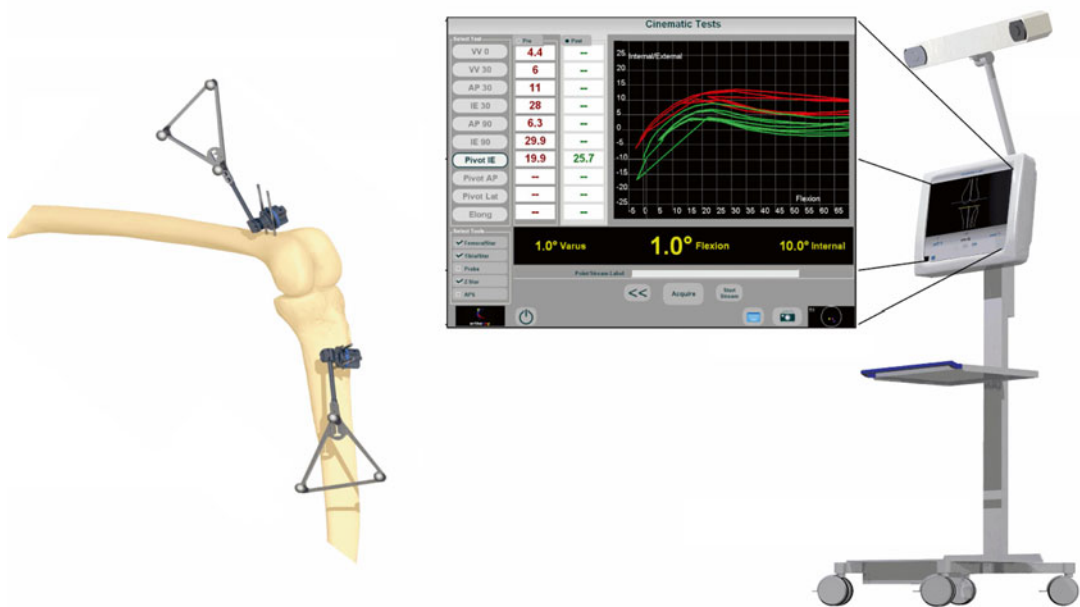 Cinematic Tests
Select Test
Pre
Post
VV 0 4.4 --
VV 30 6 --
AP 30 11 --
IE 30 28 --
AP 90 6.3 --
IE 90 29.9 --
Pivot IE 19.9 25.7
Pivot AP -- --
Pivot Lat -- --
Elong -- --
Internal/External
25
20
15
10
5
0
-5
-10
-15
-20
-25
Flexion
-5 0 5 10 15 20 25 30 35 40 45 50 55 60 65
Select Tools
FemoralStar
TibiaStar
Probe
Z Star
1.0° Varus 1.0° Flexion 10.0° Internal
Point Stream Label
<< Acquire Start
Stream